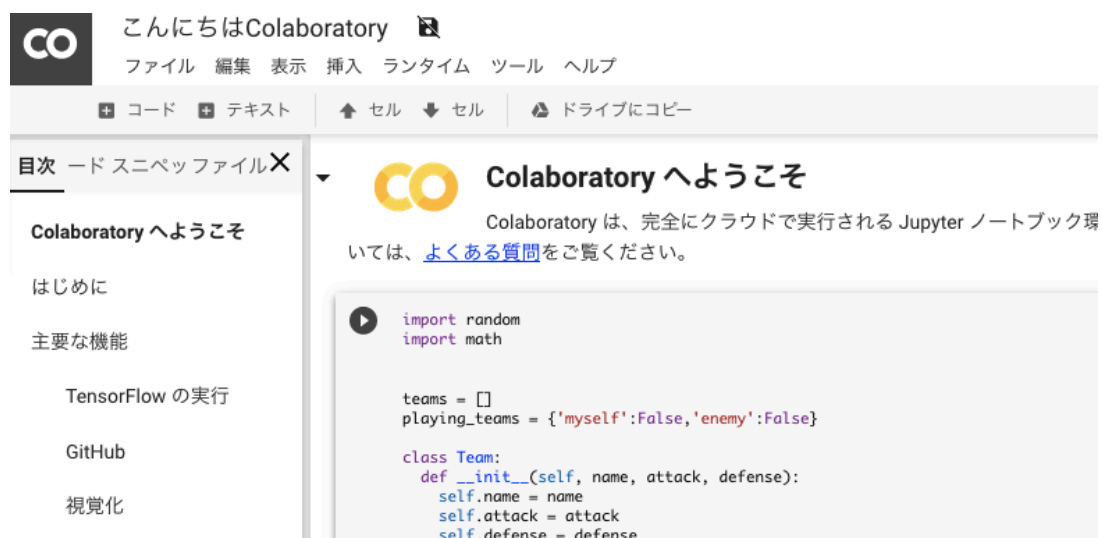 CO
こんにちはColaboratory
ファイル 編集 表示 挿入 ランタイム ツール ヘルプ
コード テキスト セル セル ドライブにコピー
目次 ード スニペッ ファイル
Colaboratory へようこそ
はじめに
主要な機能
TensorFlow の実行
GitHub
視覚化
CO
Colaboratory へようこそ
Colaboratory は、完全にクラウドで実行される Jupyter ノートブック環
いては、よくある質問をご覧ください。
import random
import math
teams = []
playing_teams = {'myself':False,'enemy':False}
class Team:
def __init__(self, name, attack, defense):
self.name = name
self.attack = attack
self.defense = defense